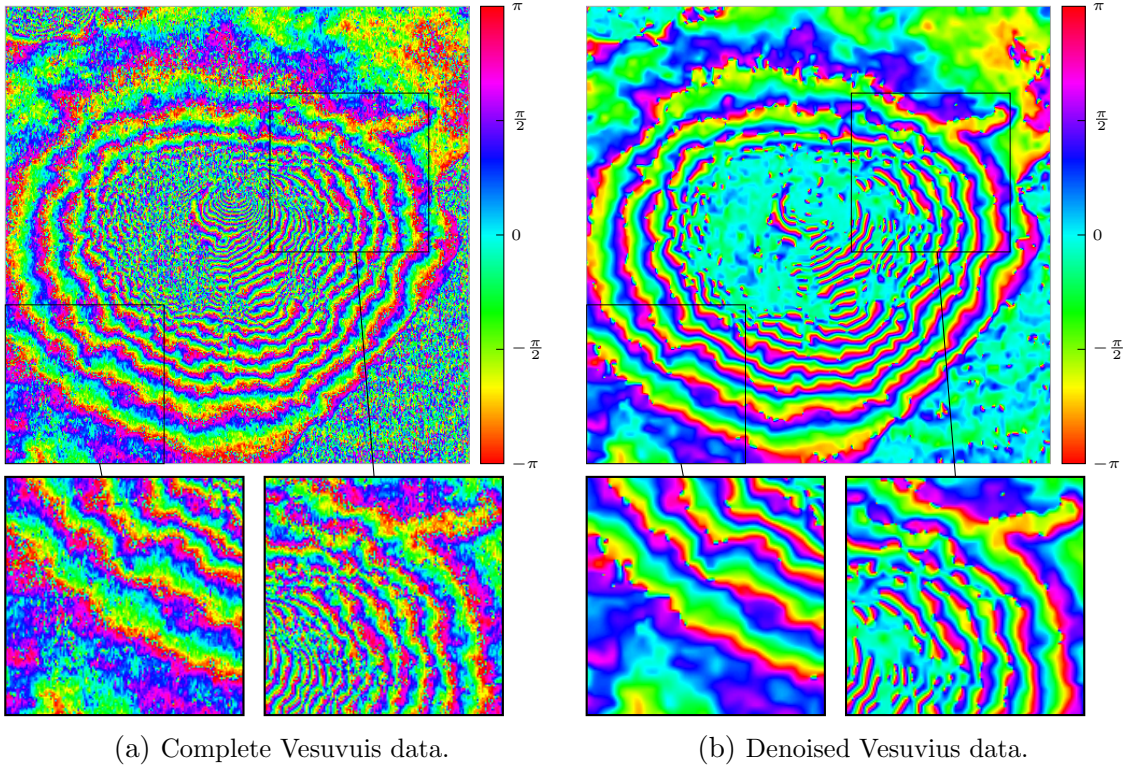 π
π/2
0
−π/2
−π
π
π/2
0
−π/2
−π
(a) Complete Vesuvuis data.
(b) Denoised Vesuvius data.